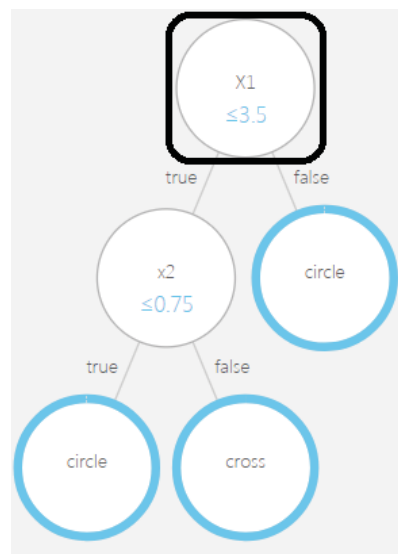 X1
≤3.5
true
false
x2
≤0.75
circle
true
false
circle
cross